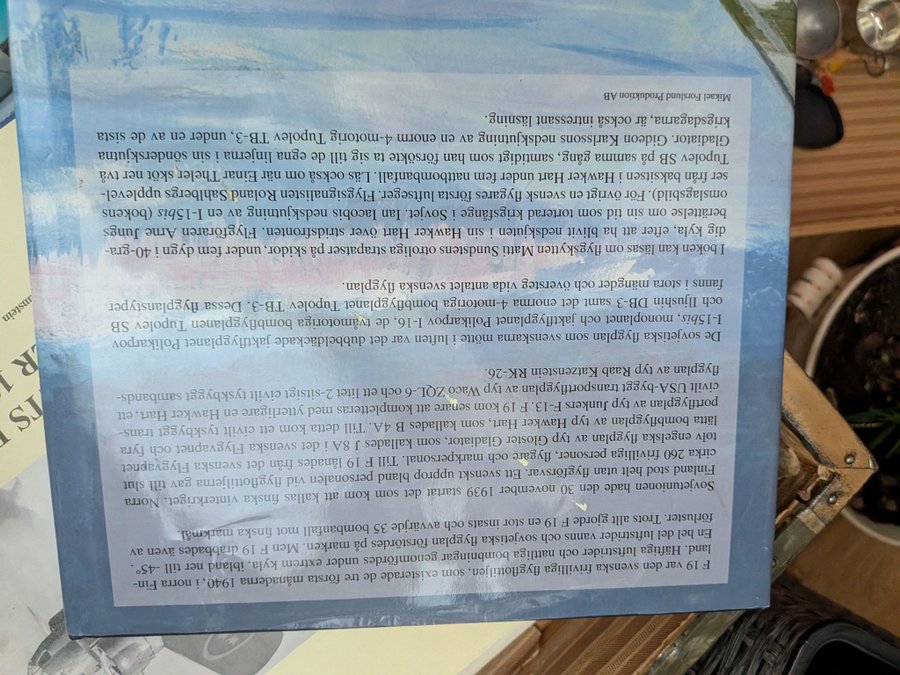 F 19 var den svenska frivilliga flygflottiljen, som existerade de tre första månaderna 1940, i norra Fin-
land. Häftiga luftstrider och nattliga bombningar genomfördes under extrem kyla, ibland ner till -45°.
En hel del luftstrider vanns och sovjetiska flygplan förstördes på marken. Men F 19 drabbades även av
förluster. Trots allt gjorde F 19 en stor insats och avvärjde 35 bombanfall mot finska markmål.
Sovjetunionen hade den 30 november 1939 startat det som kom att kallas finska vinterkriget. Norra
Finland stod helt utan flygförsvar. Ett svenskt upprop bland personalen vid flygflottiljerna gav till slut
cirka 260 frivilliga personer, flygare och markpersonal. Till F 19 lånades från det svenska Flygvapnet
tolv engelska flygplan av typ Gloster Gladiator, som kallades J 8A i det svenska Flygvapnet och fyra
lätta bombflygplan av typ Hawker Hart, som kallades B 4A. Till detta kom ett civilt tyskbyggt trans-
portflygplan av typ Junkers F-13. F 19 kom senare att kompletteras med ytterligare en Hawker Hart, ett
civilt USA-byggt transportflygplan av typ Waco ZQL-6 och ett litet 2-sitsigt civilt tyskbyggt sambands-
flygplan av typ Raab Katzenstein RK-26.
De sovjetiska flygplan som svenskarna mötte i luften var det dubbeldäckade jaktflygplanet Polikarpov
I-15bis, monoplanet och jaktflygplanet Polikarpov I-16, de tvåmotoriga bombflygplanen Tupolev SB
och Iljushin DB-3 samt det enorma 4-motoriga bombflygplanet Tupolev TB-3. Dessa flygplanstyper
fanns i stora mängder och översteg vida antalet svenska flygplan.
I boken kan läsas om flygskytten Matti Sundstens otroliga strapatser på skidor, under fem dygn i 40-gra-
dig kyla, efter att ha blivit nedskjuten i sin Hawker Hart över stridsfronten. Flygföraren Arne Jungs
berättelse om sin tid som torterad krigsfånge i Sovjet. Ian Iacobis nedskjutning av en I-15bis (bokens
omslagsbild). För övrigt en svensk flygares första luftseger. Flygsignalisten Roland Sahlbergs upplevel-
ser från baksitsen i Hawker Hart under fem nattbombanfall. Läs också om när Einar Theler sköt ner två
Tupolev SB på samma gång, samtidigt som han försökte ta sig till de egna linjerna i sin sönderskjutna
Gladiator. Gideon Karlssons nedskjutning av en enorm 4-motorig Tupolev TB-3, under en av de sista
krigsdagarna, är också intressant läsning.
Mikael Forslund Produktion AB
unstein